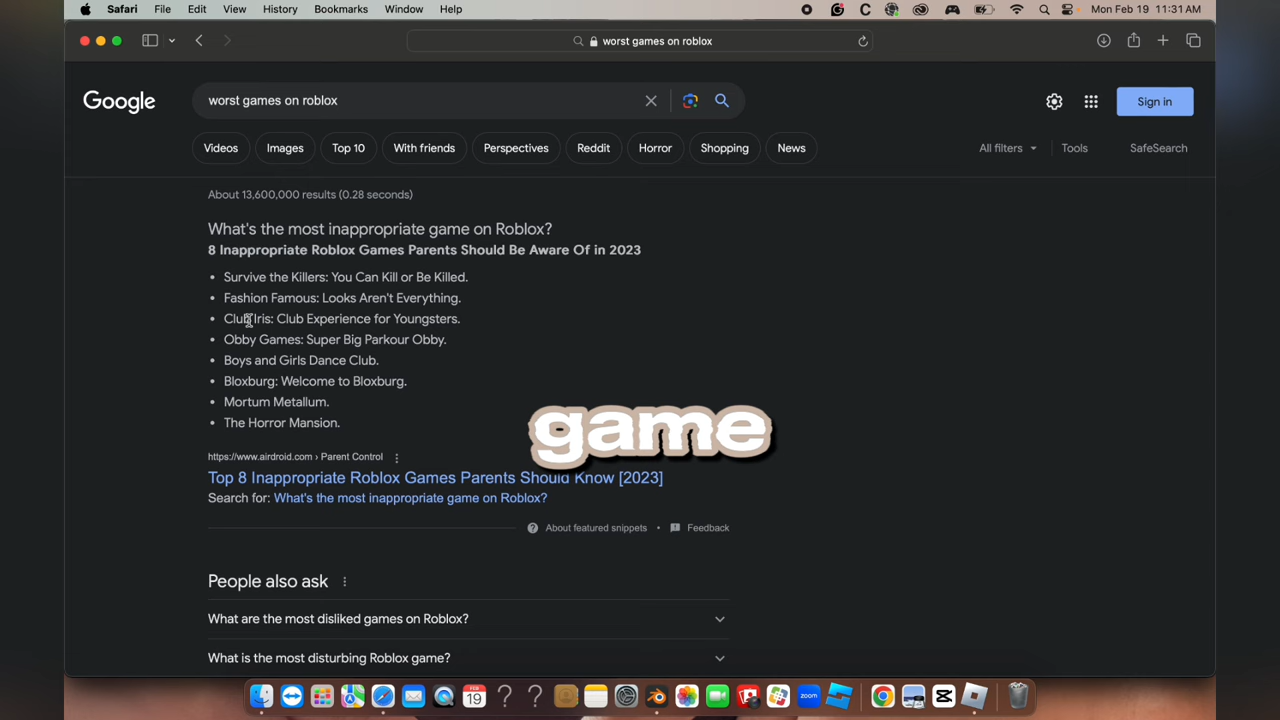 Safari File Edit View History Bookmarks Window Help Mon Feb 19 11:31 AM
worst games on roblox
Google worst games on roblox Sign in
Videos Images Top 10 With friends Perspectives Reddit Horror Shopping News All filters Tools SafeSearch
About 13,600,000 results (0.28 seconds)
What's the most inappropriate game on Roblox?
8 Inappropriate Roblox Games Parents Should Be Aware Of in 2023
• Survive the Killers: You Can Kill or Be Killed.
• Fashion Famous: Looks Aren't Everything.
• Club Iris: Club Experience for Youngsters.
• Obby Games: Super Big Parkour Obby.
• Boys and Girls Dance Club.
• Bloxburg: Welcome to Bloxburg.
• Mortum Metallum.
• The Horror Mansion.
game
https://www.airdroid.com › Parent Control
Top 8 Inappropriate Roblox Games Parents Should Know [2023]
Search for: What's the most inappropriate game on Roblox?
About featured snippets • Feedback
People also ask
What are the most disliked games on Roblox?
What is the most disturbing Roblox game?
FEB
19
zoom